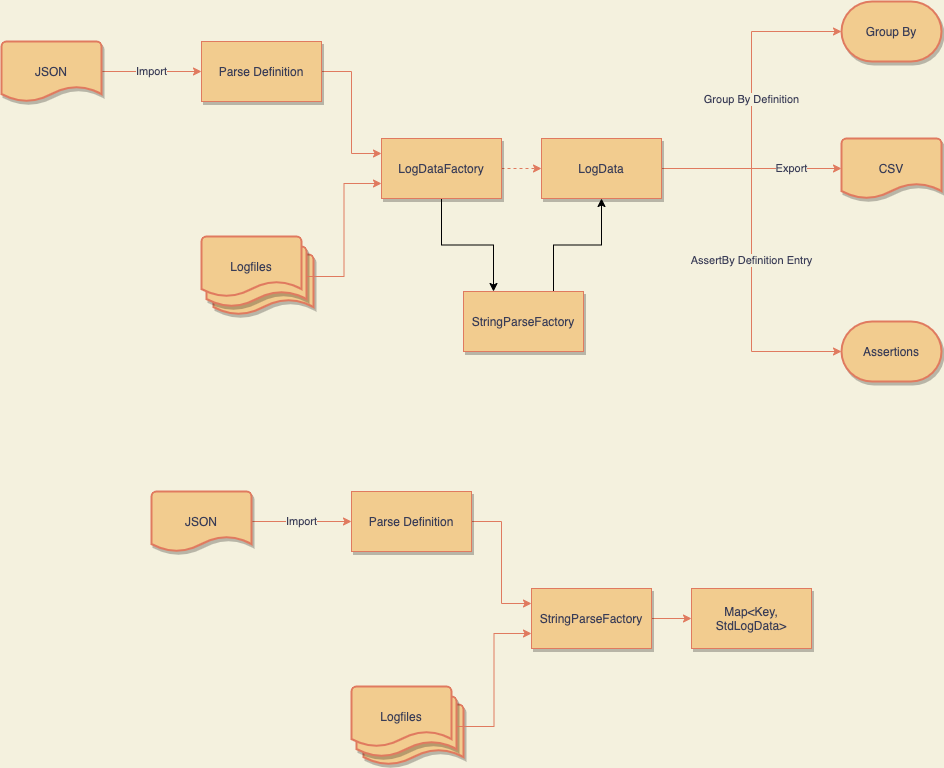 Group By
JSON
Import
Parse Definition
Group By Definition
LogDataFactory
LogData
Export
CSV
Logfiles
AssertBy Definition Entry
StringParseFactory
Assertions
JSON
Import
Parse Definition
StringParseFactory
Map<Key,
StdLogData>
Logfiles